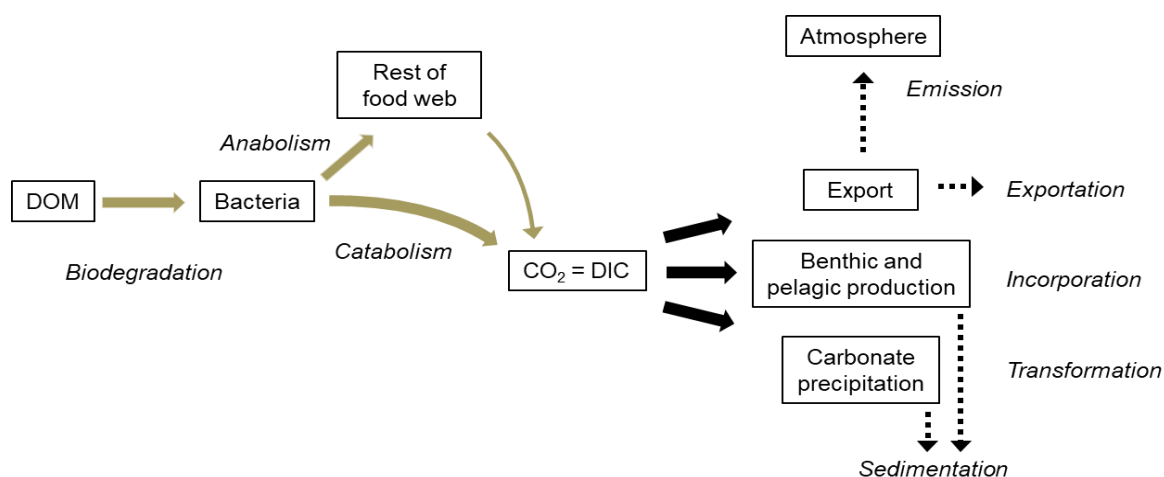 Atmosphere
Rest of
food web
Emission
Anabolism
DOM
Bacteria
Export
Exportation
Biodegradation
Catabolism
CO₂ = DIC
Benthic and
pelagic production
Incorporation
Carbonate
precipitation
Transformation
Sedimentation